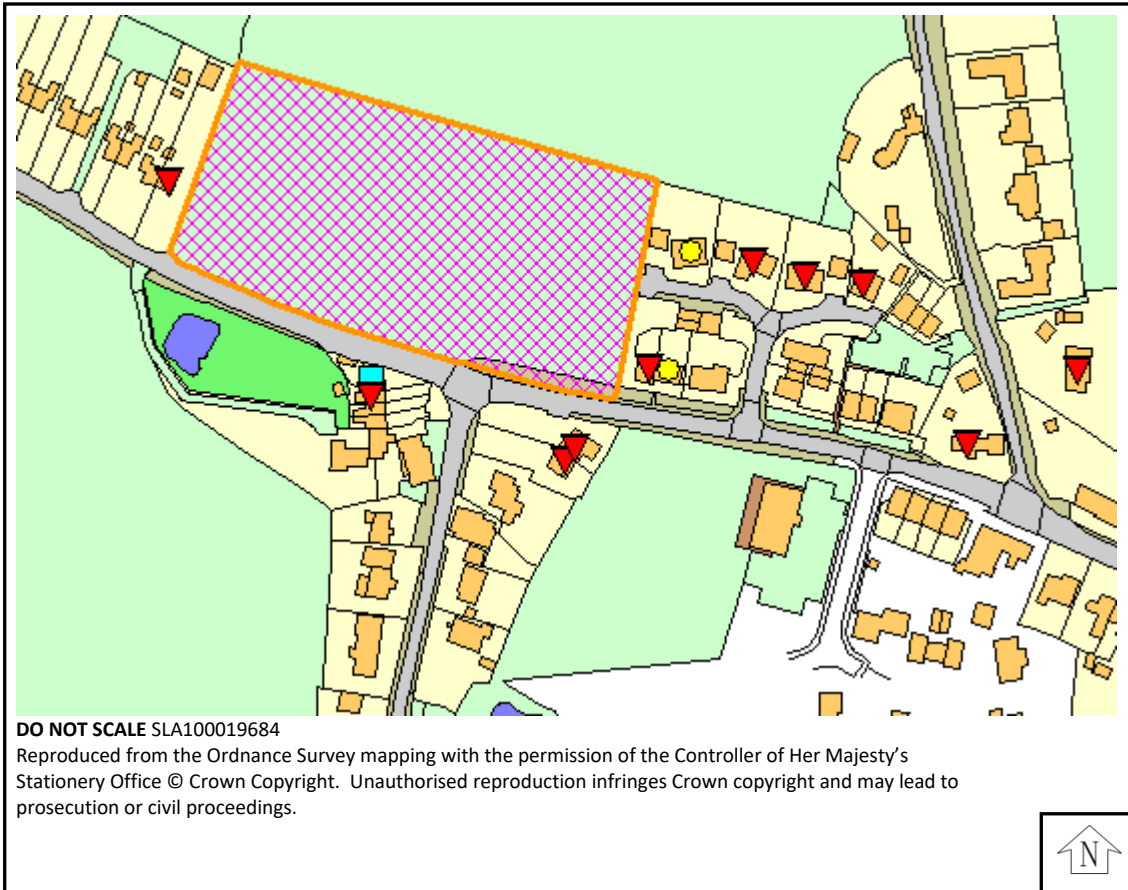 DO NOT SCALE SLA100019684
Reproduced from the Ordnance Survey mapping with the permission of the Controller of Her Majesty’s
Stationery Office © Crown Copyright.  Unauthorised reproduction infringes Crown copyright and may lead to
prosecution or civil proceedings.
N